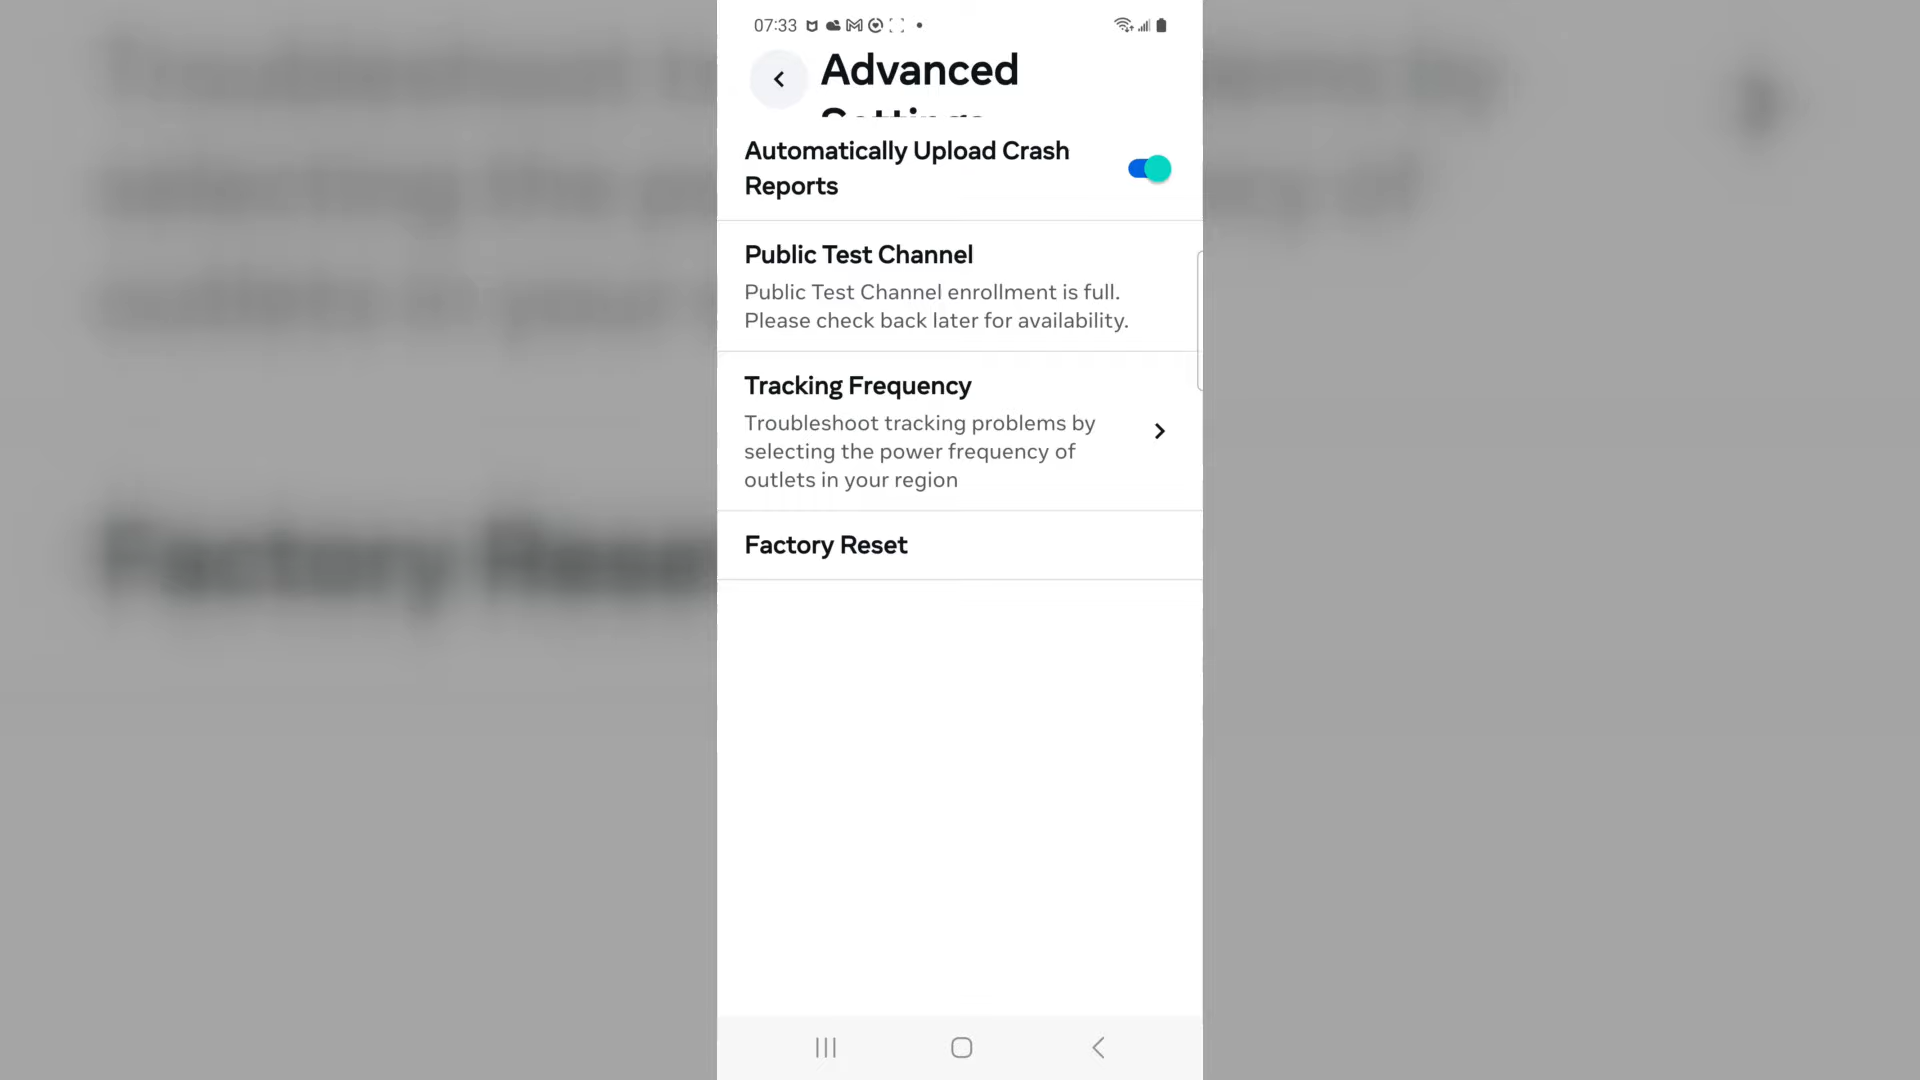 07:33
Advanced
Settings
Automatically Upload Crash
Reports
Public Test Channel
Public Test Channel enrollment is full.
Please check back later for availability.
Tracking Frequency
Troubleshoot tracking problems by
selecting the power frequency of
outlets in your region
Factory Reset